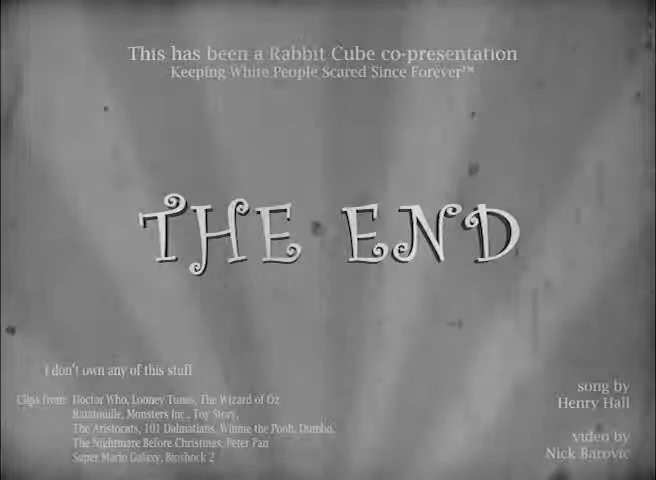 This has been a Rabbit Cube co-presentation
Keeping White People Scared Since Forever™
THE END
I don't own any of this stuff
Clips from: Doctor Who, Looney Tunes, The Wizard of Oz
Ratatouille, Monsters Inc., Toy Story,
The Aristocats, 101 Dalmatians, Winnie the Pooh, Dumbo,
The Nightmare Before Christmas, Peter Pan
Super Mario Galaxy, Bioshock 2
song by
Henry Hall
video by
Nick Barovic